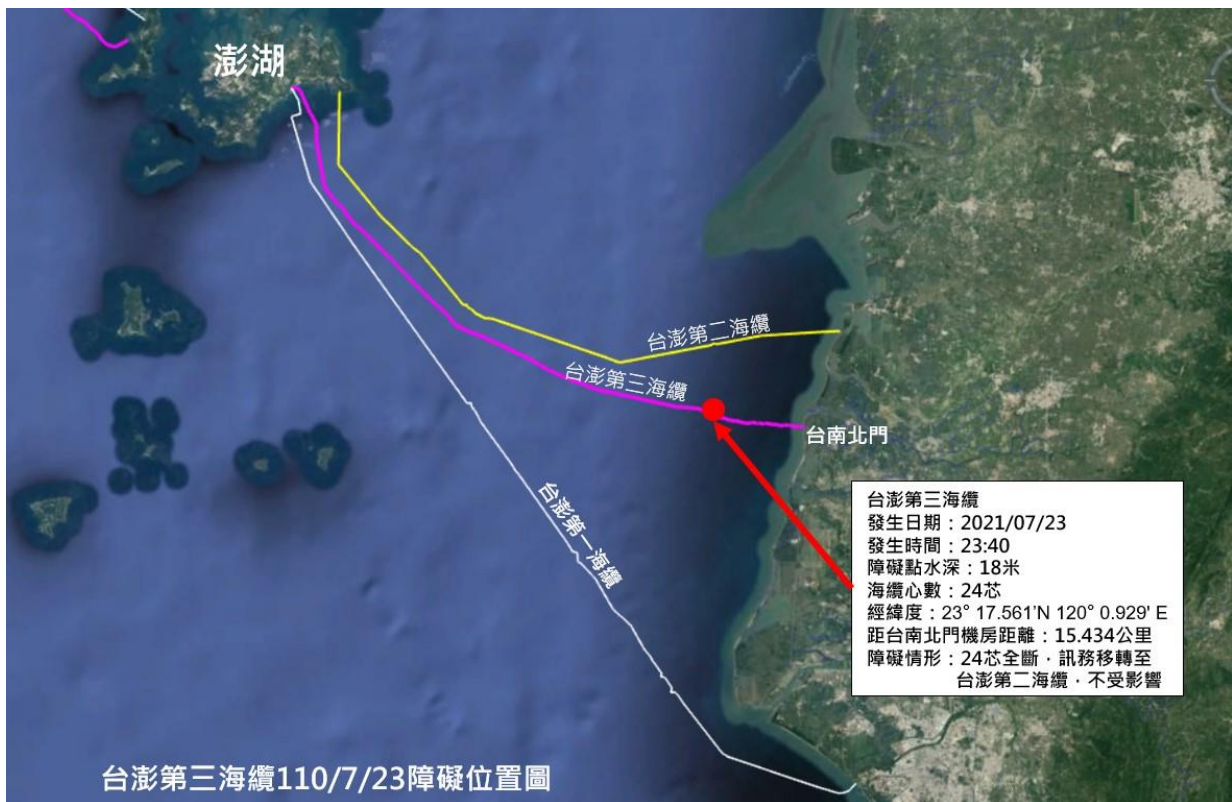 澎湖
台澎第二海纜
台澎第三海纜
台南北門
台澎第一海纜
台澎第三海纜
發生日期：2021/07/23
發生時間：23:40
障礙點水深：18米
海纜心數：24芯
經緯度：23° 17.561'N 120° 0.929' E
距台南北門機房距離：15.434公里
障礙情形：24芯全斷，訊務移轉至
台澎第二海纜，不受影響
台澎第三海纜110/7/23障礙位置圖